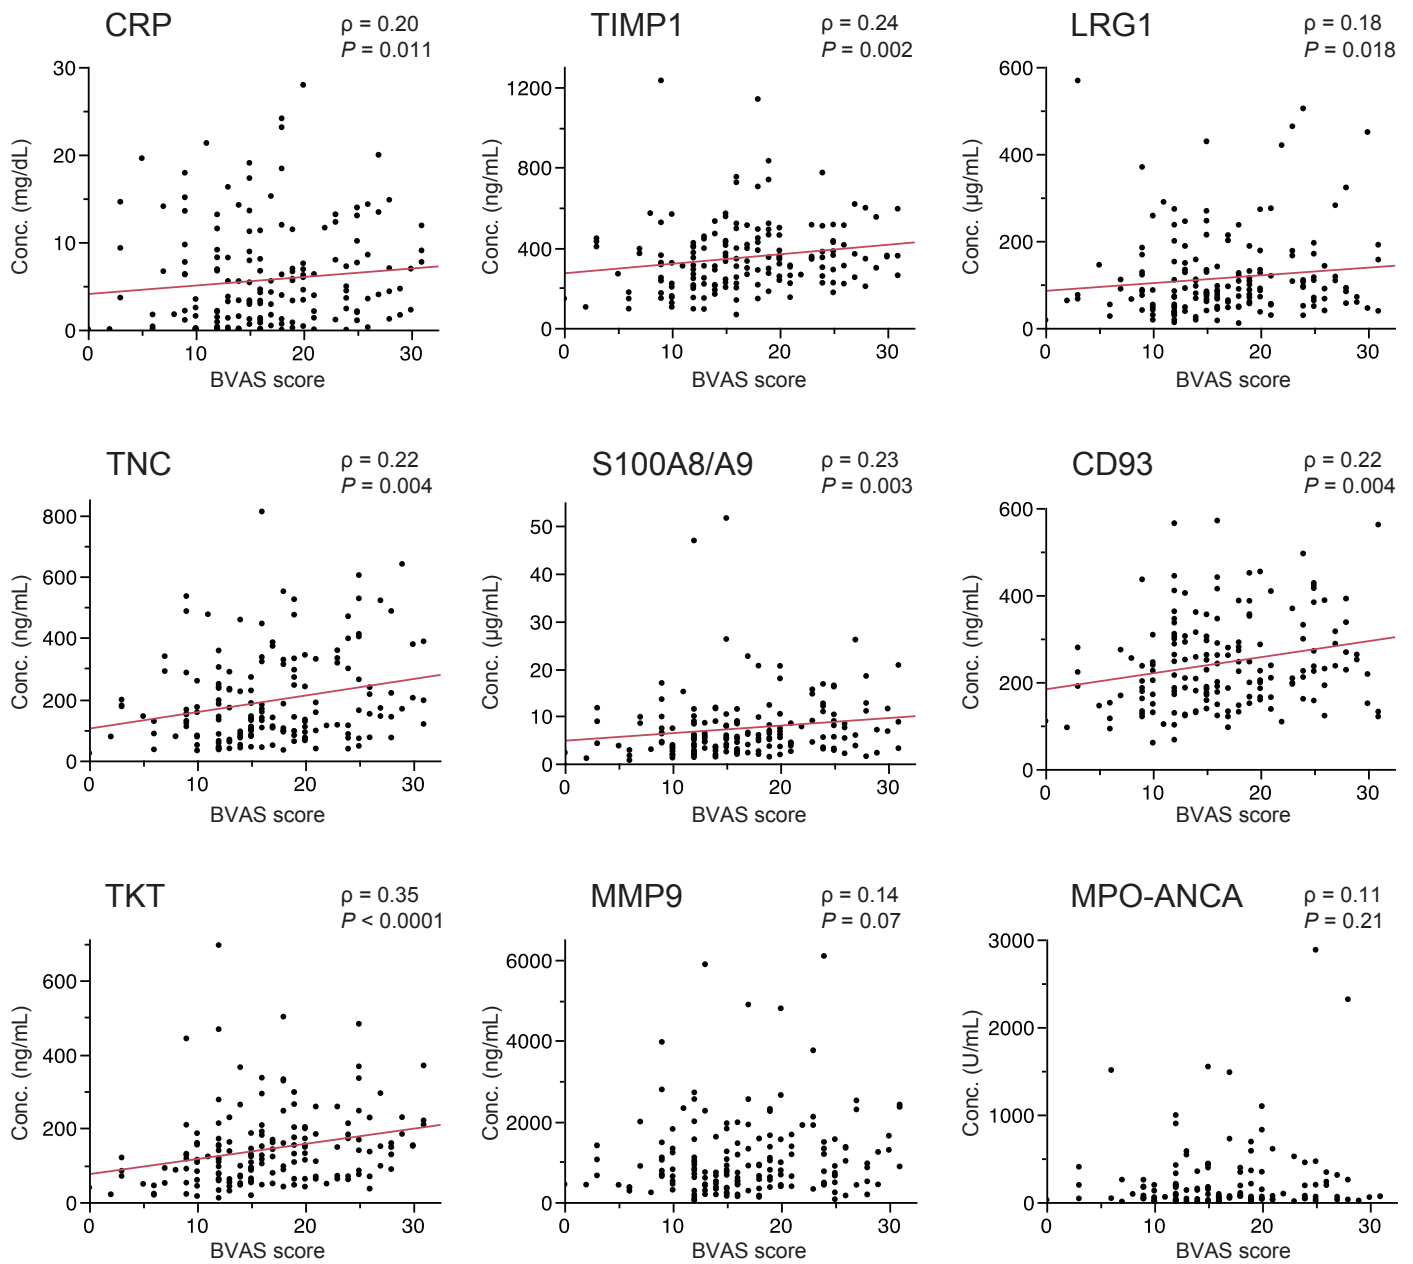 CRP
ρ = 0.20
P = 0.011
30
20
10
0
Conc. (mg/dL)
0 10 20 30
BVAS score
TIMP1
ρ = 0.24
P = 0.002
1200
800
400
0
Conc. (ng/mL)
0 10 20 30
BVAS score
LRG1
ρ = 0.18
P = 0.018
600
400
200
0
Conc. (µg/mL)
0 10 20 30
BVAS score
TNC
ρ = 0.22
P = 0.004
800
600
400
200
0
Conc. (ng/mL)
0 10 20 30
BVAS score
S100A8/A9
ρ = 0.23
P = 0.003
50
40
30
20
10
0
Conc. (µg/mL)
0 10 20 30
BVAS score
CD93
ρ = 0.22
P = 0.004
600
400
200
0
Conc. (ng/mL)
0 10 20 30
BVAS score
TKT
ρ = 0.35
P < 0.0001
600
400
200
0
Conc. (ng/mL)
0 10 20 30
BVAS score
MMP9
ρ = 0.14
P = 0.07
6000
4000
2000
0
Conc. (ng/mL)
0 10 20 30
BVAS score
MPO-ANCA
ρ = 0.11
P = 0.21
3000
2000
1000
0
Conc. (U/mL)
0 10 20 30
BVAS score